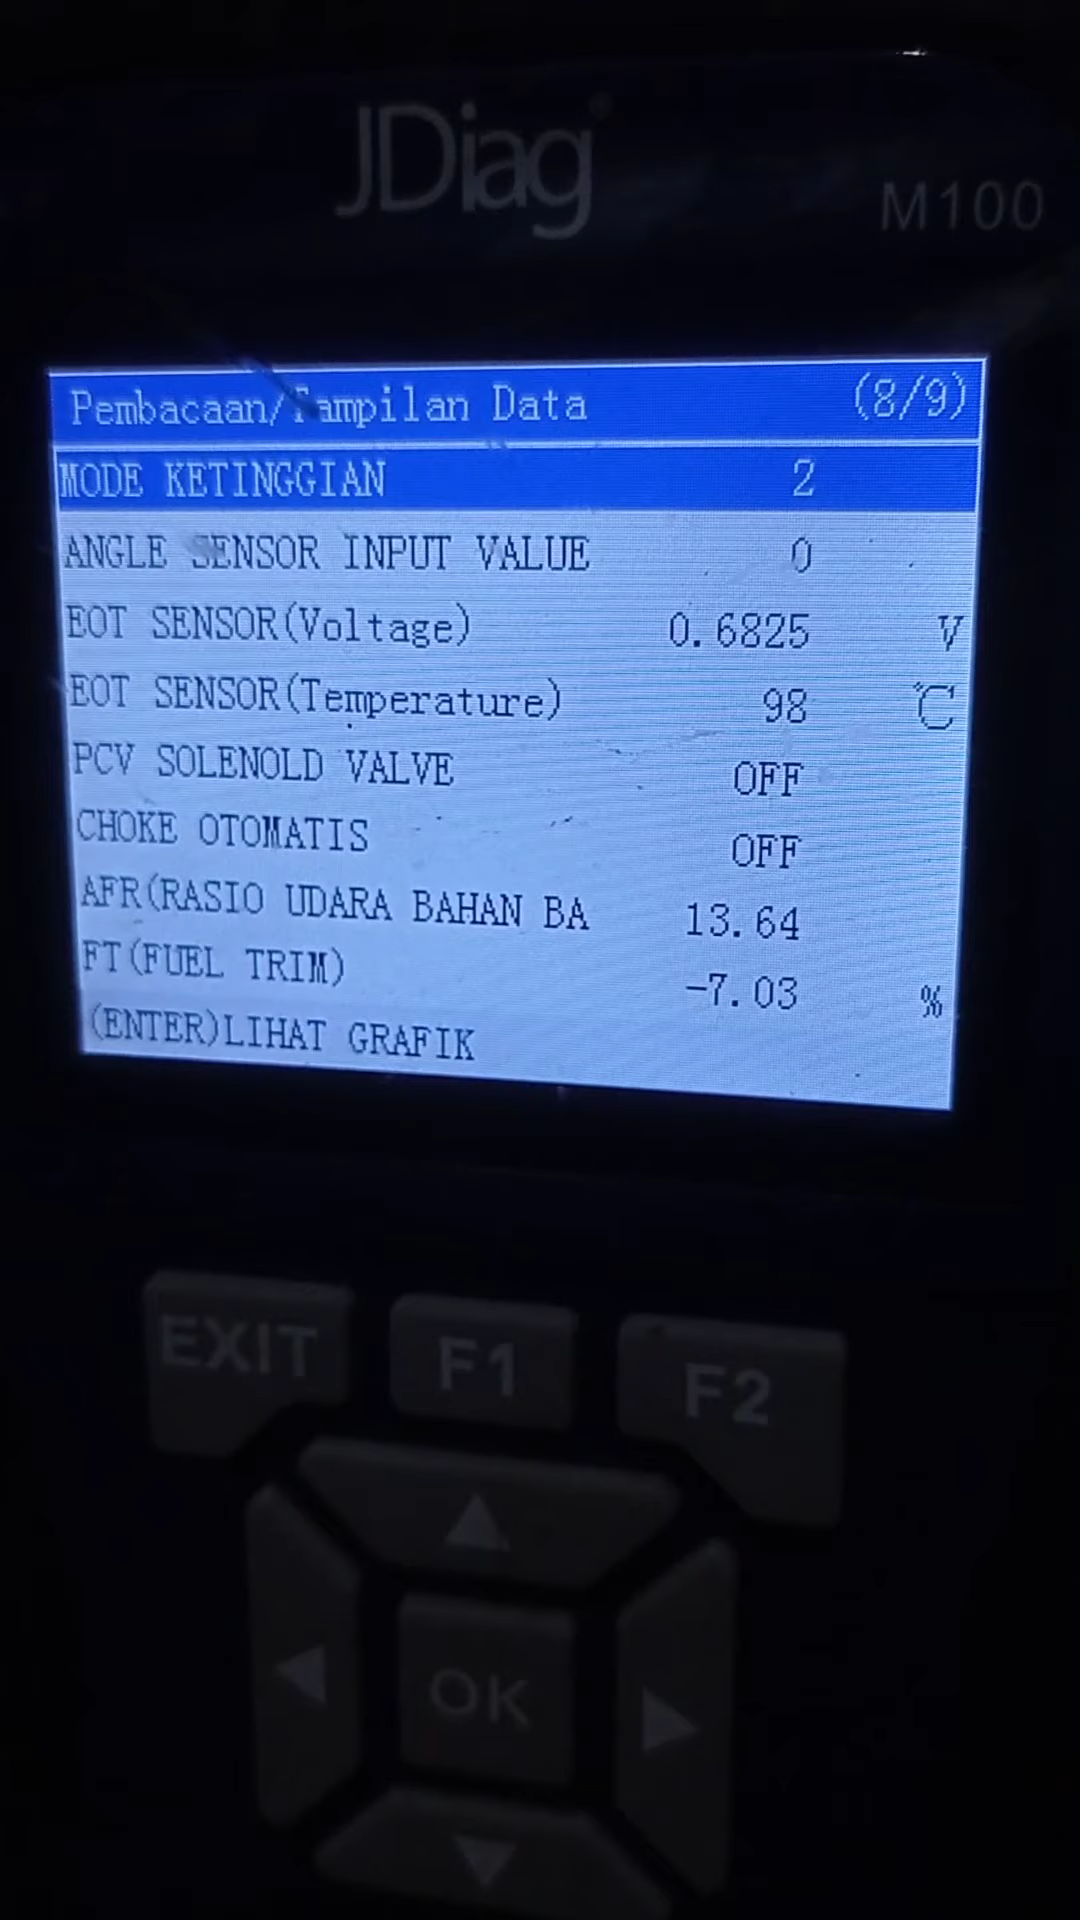 JDiag
M100
Pembacaan/Tampilan Data (8/9)
MODE KETINGGIAN 2
ANGLE SENSOR INPUT VALUE 0
EOT SENSOR(Voltage) 0.6825 V
EOT SENSOR(Temperature) 98 ℃
PCV SOLENOLD VALVE OFF
CHOKE OTOMATIS OFF
AFR(RASIO UDARA BAHAN BA 13.64
FT(FUEL TRIM) -7.03 %
(ENTER)LIHAT GRAFIK
EXIT F1 F2
OK